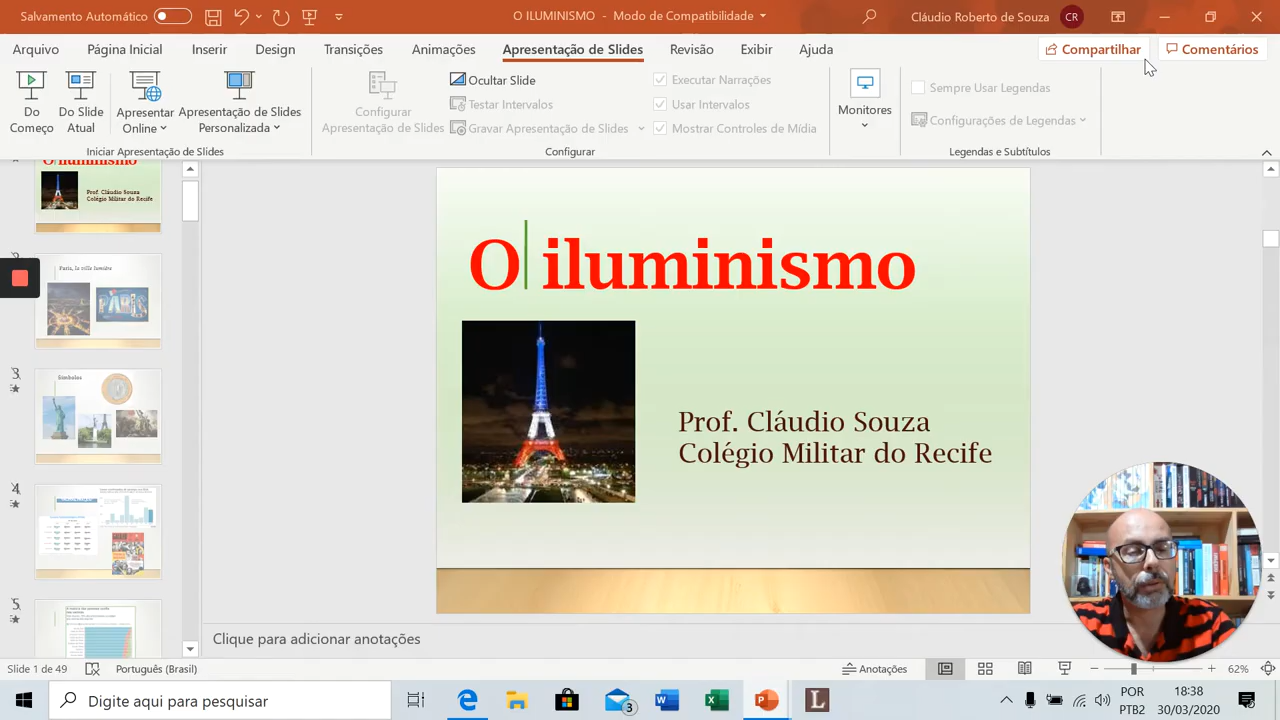 Salvamento Automático
O ILUMINISMO - Modo de Compatibilidade
Cláudio Roberto de Souza
CR
Arquivo
Página Inicial
Inserir
Design
Transições
Animações
Apresentação de Slides
Revisão
Exibir
Ajuda
Compartilhar
Comentários
Do
Começo
Do Slide
Atual
Apresentar
Online
Apresentação de Slides
Personalizada
Configurar
Apresentação de Slides
Ocultar Slide
Testar Intervalos
Gravar Apresentação de Slides
Executar Narrações
Usar Intervalos
Mostrar Controles de Mídia
Monitores
Sempre Usar Legendas
Configurações de Legendas
Iniciar Apresentação de Slides
Configurar
Legendas e Subtítulos
O iluminismo
Prof. Cláudio Souza
Colégio Militar do Recife
2
Paris, la ville lumière
3
Símbolos
4
5
O iluminismo
Prof. Cláudio Souza
Colégio Militar do Recife
Clique para adicionar anotações
Slide 1 de 49
Português (Brasil)
Anotações
62%
Digite aqui para pesquisar
3
L
POR
PTB2
18:38
30/03/2020